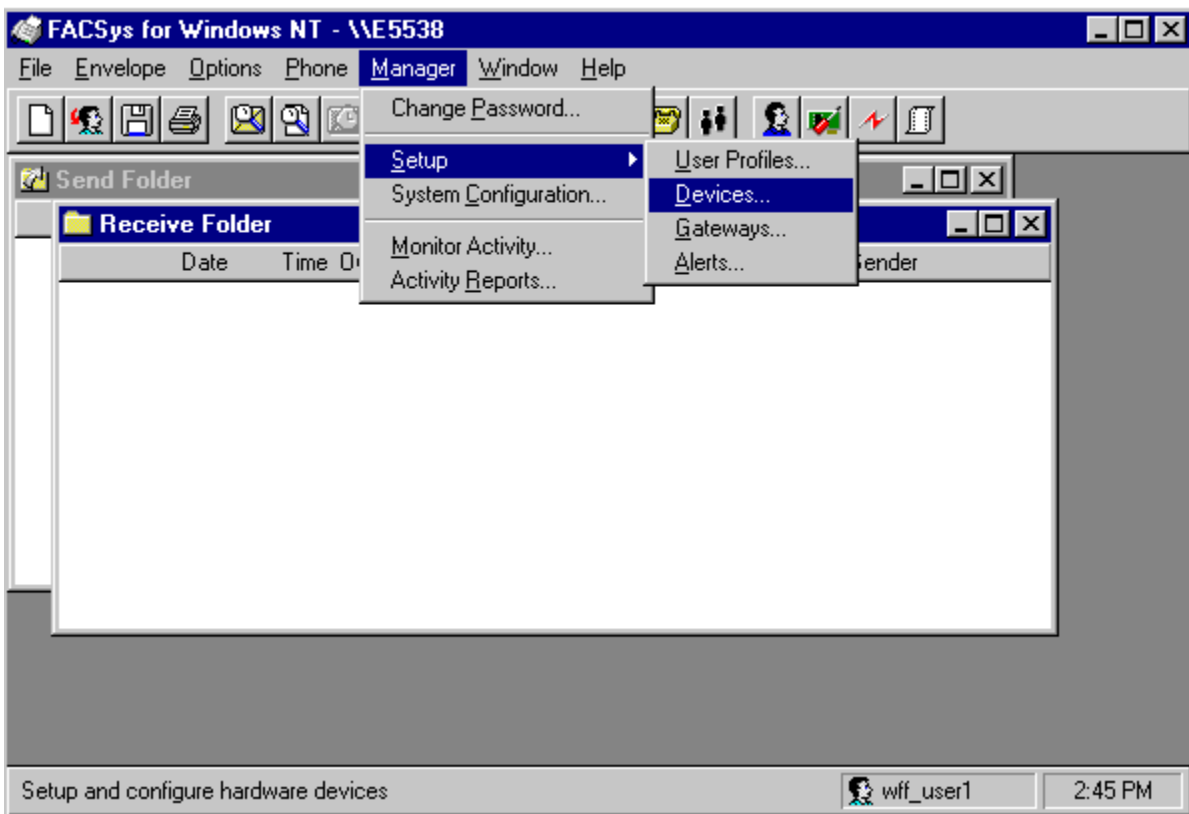 FACSys for Windows NT - \\E5538
File Envelope Options Phone Manager Window Help
Change Password...
Setup
System Configuration...
Monitor Activity...
Activity Reports...
User Profiles...
Devices...
Gateways...
Alerts...
Send Folder
Receive Folder
Date Time
Setup and configure hardware devices
wff_user1
2:45 PM